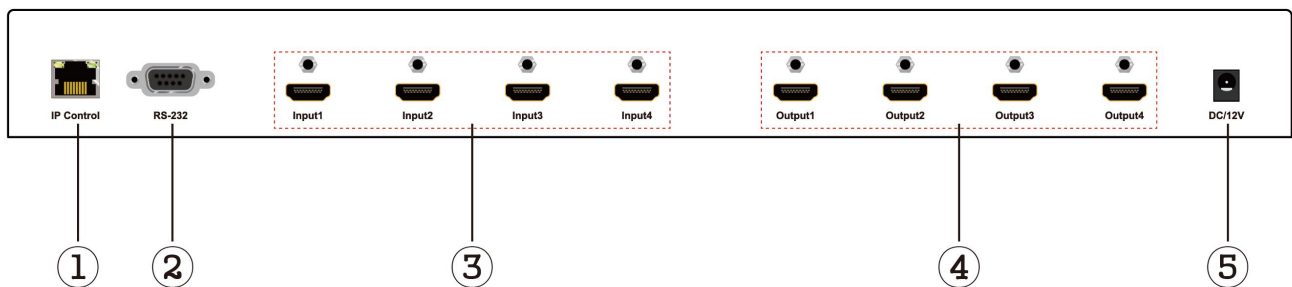 IP Control RS-232 Input1 Input2 Input3 Input4 Output1 Output2 Output3 Output4 DC/12V
1 2 3 4 5